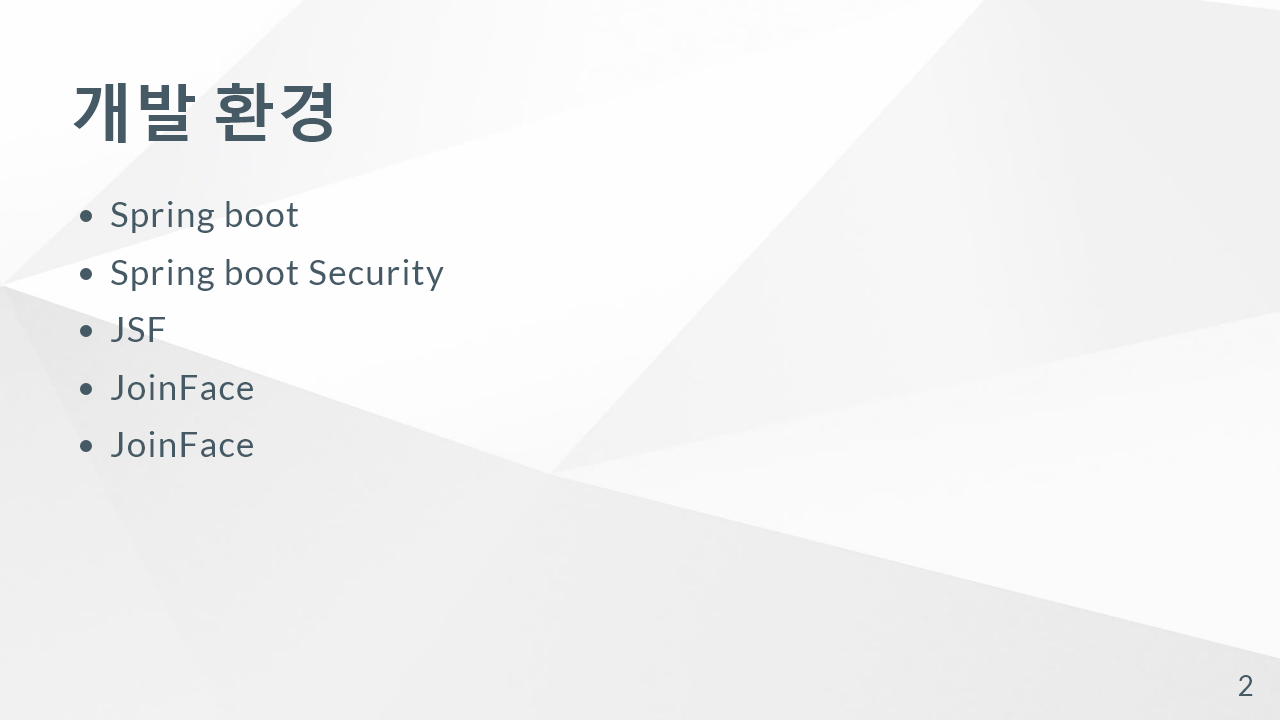 개발 환경
Spring boot
Spring boot Security
JSF
JoinFace
JoinFace
2